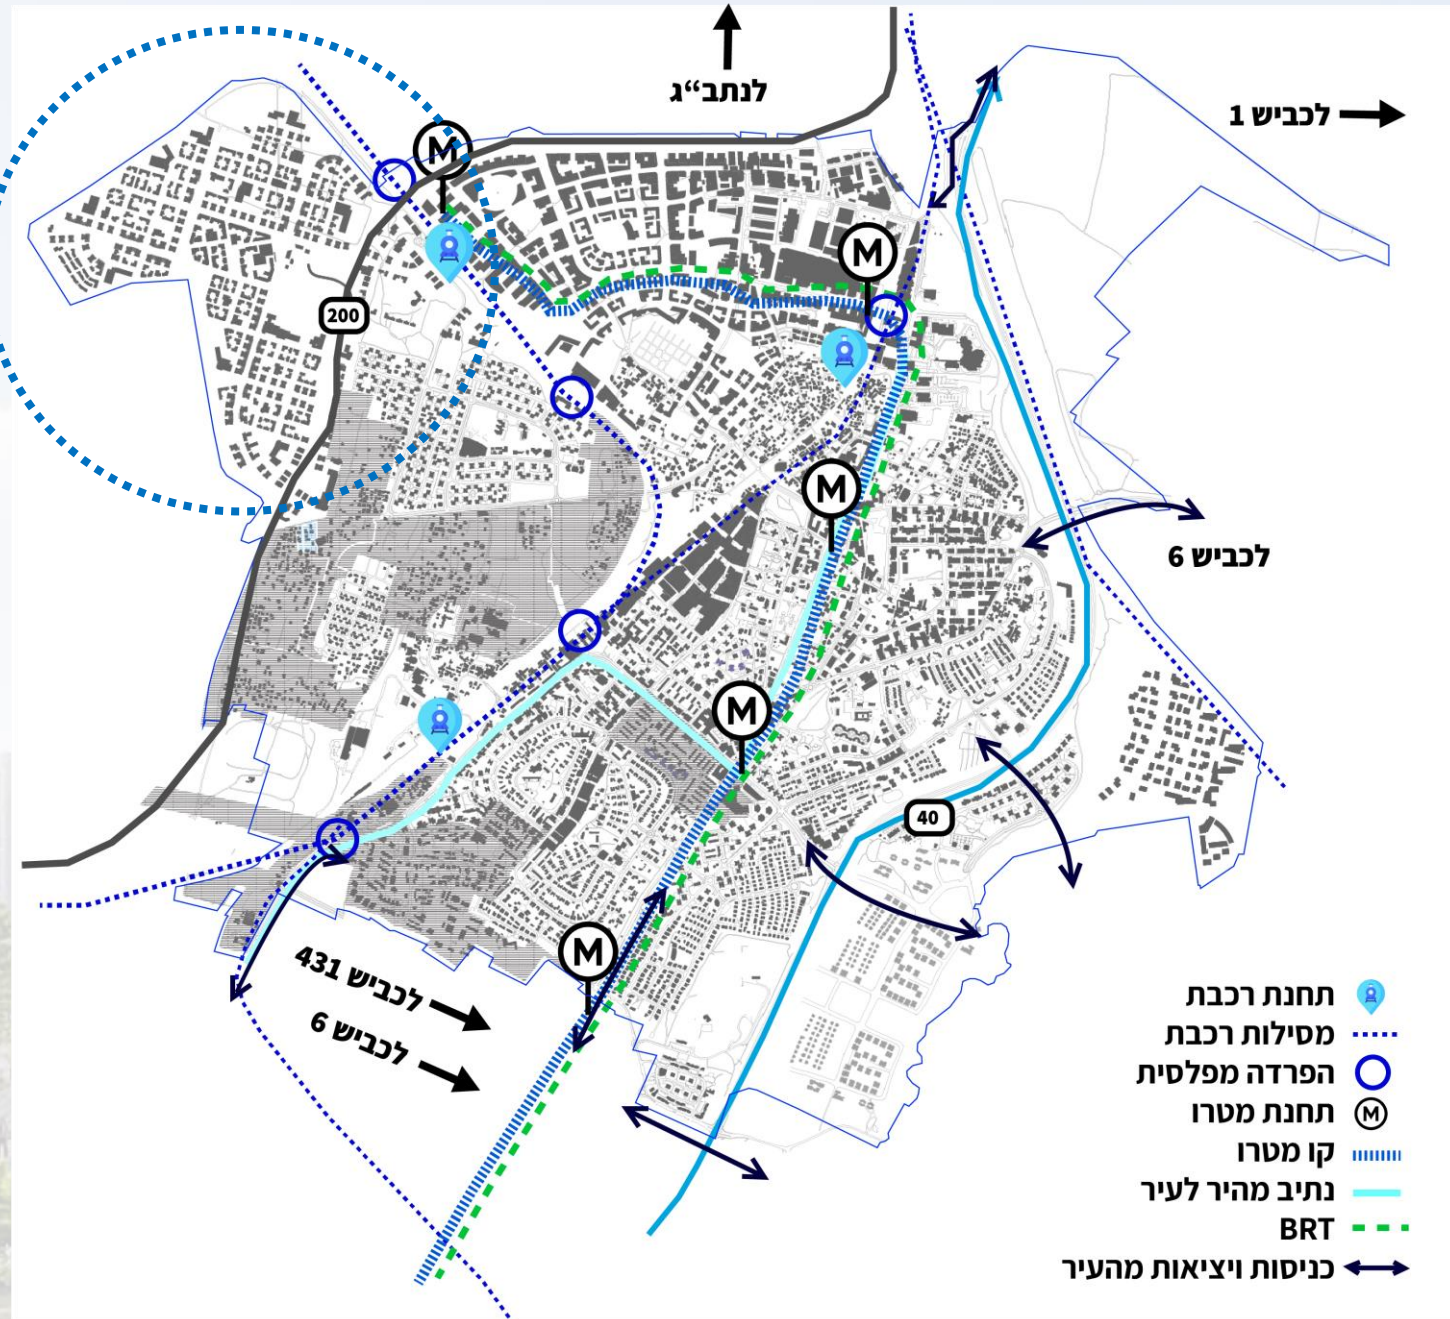 לנתב“ג
לכביש 1
M
M
200
M
לכביש 6
M
40
M
לכביש 431
לכביש 6
תחנת רכבת
מסילות רכבת
הפרדה מפלסית
תחנת מטרו M
קו מטרו
נתיב מהיר לעיר
BRT
כניסות ויציאות מהעיר